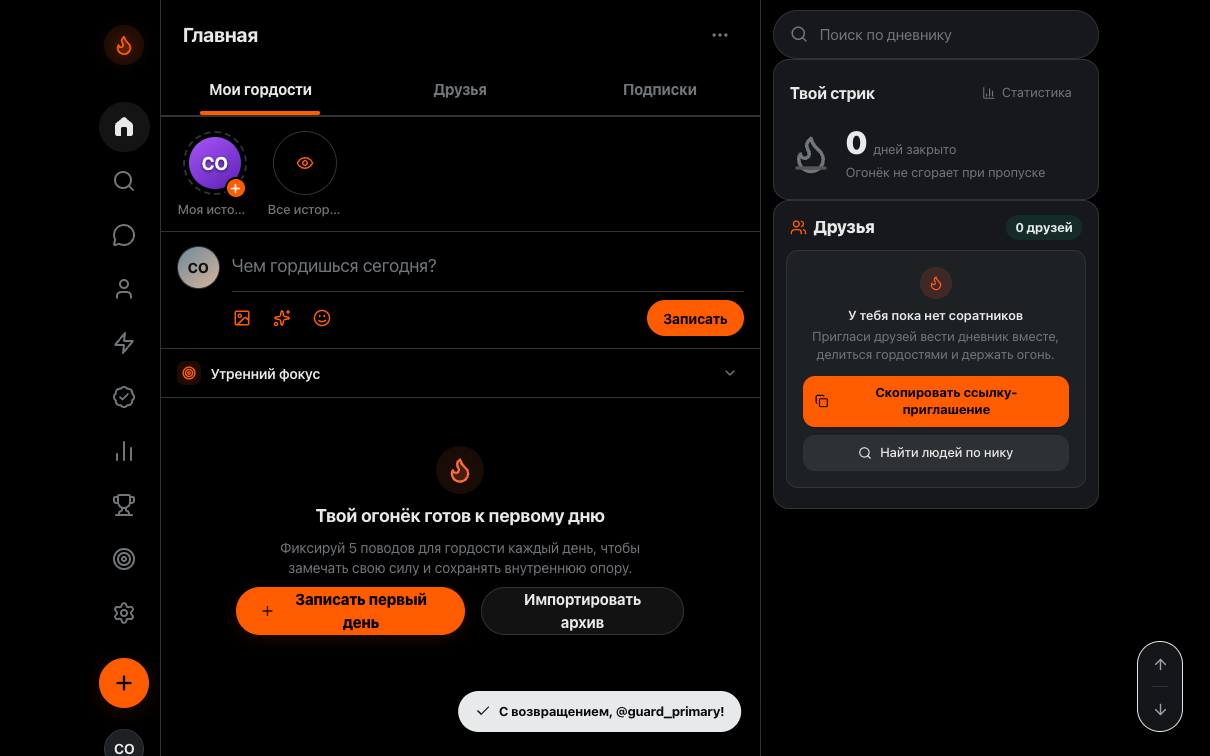 Главная
Мои гордости
Друзья
Подписки
CO
Моя исто...
Все истор...
CO
Чем гордишься сегодня?
Записать
Утренний фокус
Твой огонёк готов к первому дню
Фиксируй 5 поводов для гордости каждый день, чтобы
замечать свою силу и сохранять внутреннюю опору.
Записать первый
день
Импортировать
архив
С возвращением, @guard_primary!
CO
Поиск по дневнику
Твой стрик
Статистика
0 дней закрыто
Огонёк не сгорает при пропуске
Друзья
0 друзей
У тебя пока нет соратников
Пригласи друзей вести дневник вместе,
делиться гордостями и держать огонь.
Скопировать ссылку-
приглашение
Найти людей по нику